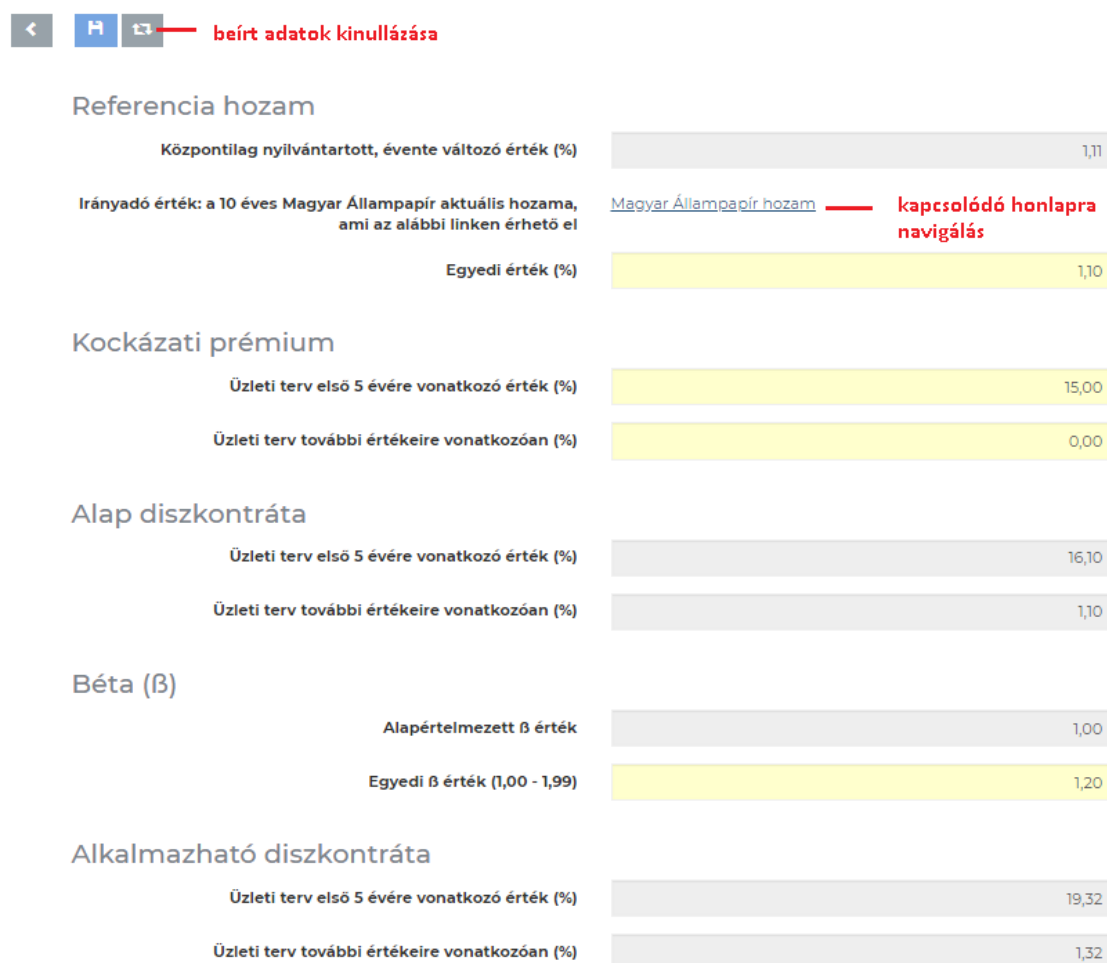 beírt adatok kinullázása
Referencia hozam
Központilag nyilvántartott, évente változó érték (%) 1,11
Irányadó érték: a 10 éves Magyar Állampapír aktuális hozama, Magyar Állampapír hozam kapcsolódó honlapra
ami az alábbi linken érhető el navigálás
Egyedi érték (%) 1,10
Kockázati prémium
Üzleti terv első 5 évére vonatkozó érték (%) 15,00
Üzleti terv további értékeire vonatkozóan (%) 0,00
Alap diszkontráta
Üzleti terv első 5 évére vonatkozó érték (%) 16,10
Üzleti terv további értékeire vonatkozóan (%) 1,10
Béta (ß)
Alapértelmezett ß érték 1,00
Egyedi ß érték (1,00 - 1,99) 1,20
Alkalmazható diszkontráta
Üzleti terv első 5 évére vonatkozó érték (%) 19,32
Üzleti terv további értékeire vonatkozóan (%) 1,32